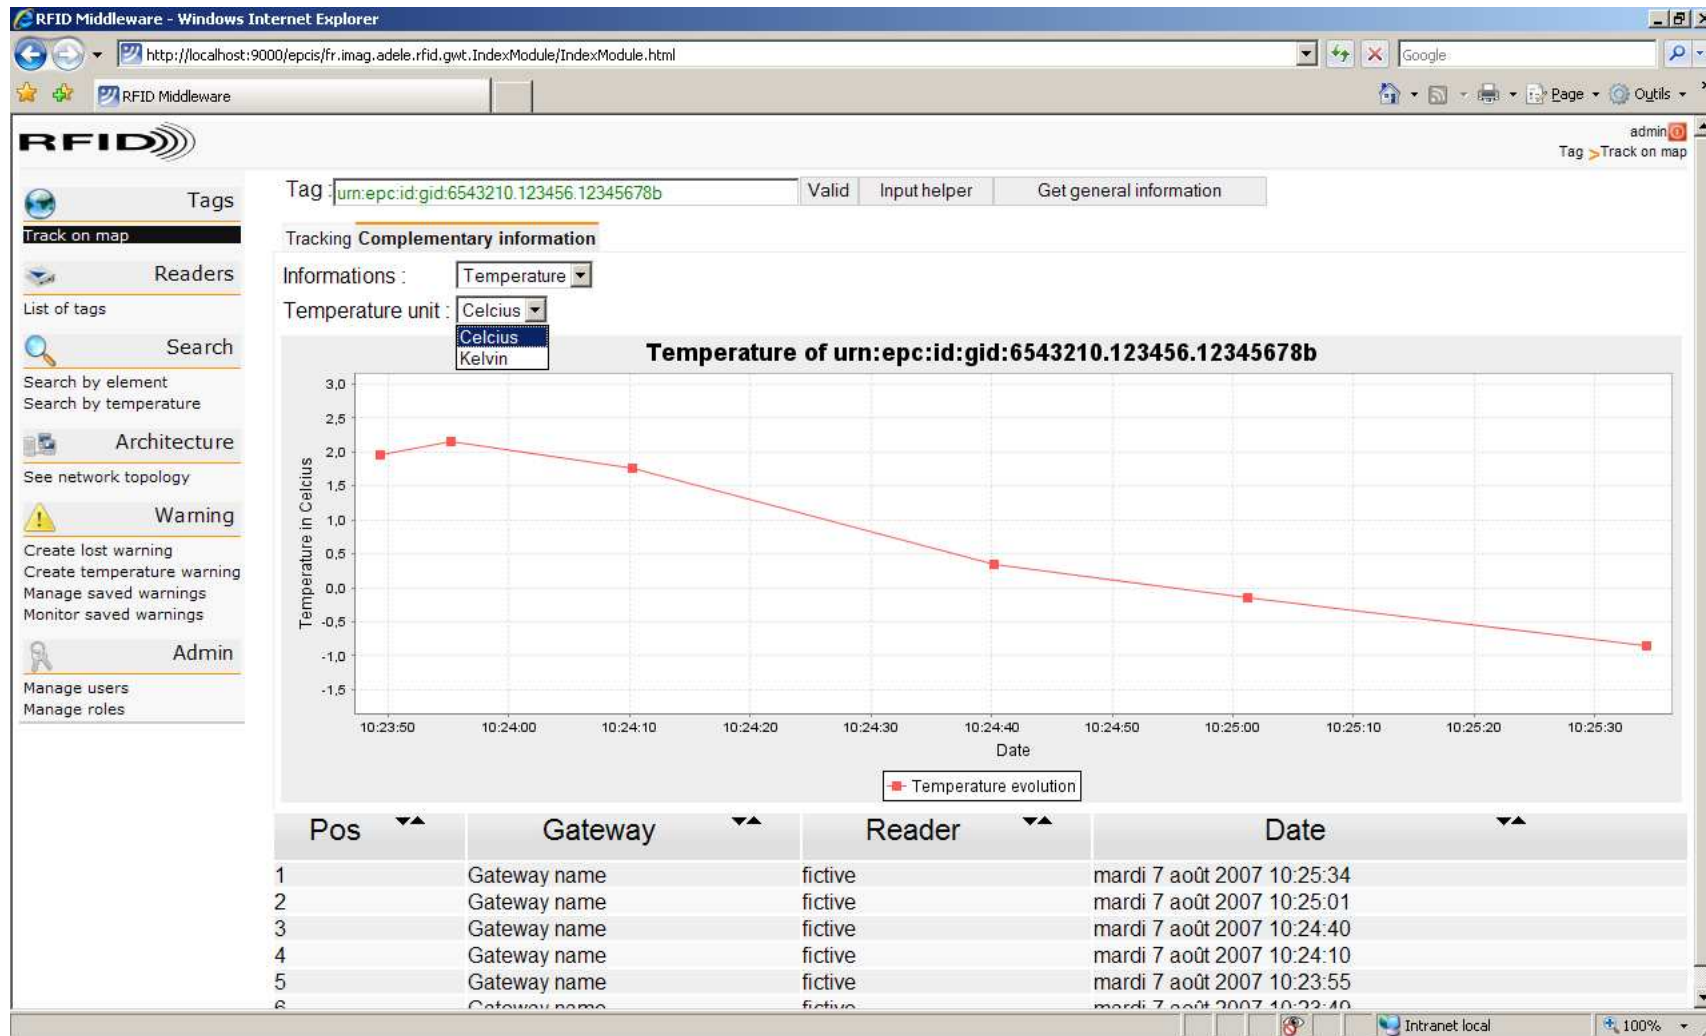 RFID Middleware - Windows Internet Explorer
http://localhost:9000/epcis/fr.imag.adele.rfid.gwt.IndexModule/IndexModule.html
Google
RFID Middleware
Page
Outils
RFID
admin
Tag >Track on map
Tags
Track on map
Readers
List of tags
Search
Search by element
Search by temperature
Architecture
See network topology
Warning
Create lost warning
Create temperature warning
Manage saved warnings
Monitor saved warnings
Admin
Manage users
Manage roles
Tag : urn:epc:id:gid:6543210.123456.12345678b Valid Input helper Get general information
Tracking Complementary information
Informations : Temperature
Temperature unit : Celcius
Celcius
Kelvin
Temperature of urn:epc:id:gid:6543210.123456.12345678b
Temperature in Celcius
3,0
2,5
2,0
1,5
1,0
0,5
0,0
-0,5
-1,0
-1,5
10:23:50 10:24:00 10:24:10 10:24:20 10:24:30 10:24:40 10:24:50 10:25:00 10:25:10 10:25:20 10:25:30
Date
Temperature evolution
Pos Gateway Reader Date
1 Gateway name fictive mardi 7 août 2007 10:25:34
2 Gateway name fictive mardi 7 août 2007 10:25:01
3 Gateway name fictive mardi 7 août 2007 10:24:40
4 Gateway name fictive mardi 7 août 2007 10:24:10
5 Gateway name fictive mardi 7 août 2007 10:23:55
6 Gateway name fictive mardi 7 août 2007 10:23:49
Intranet local
100%